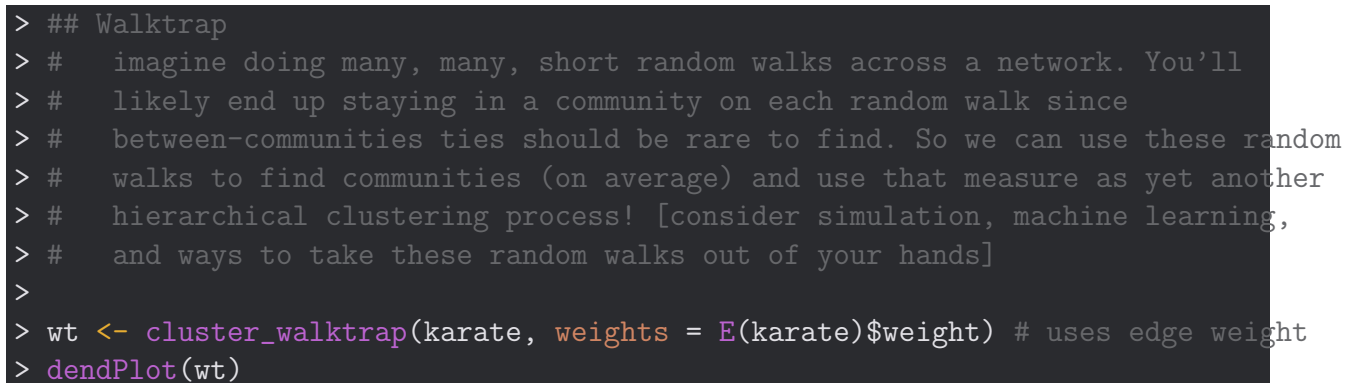 > ## Walktrap
> #   imagine doing many, many, short random walks across a network. You'll
> #   likely end up staying in a community on each random walk since
> #   between-communities ties should be rare to find. So we can use these random
> #   walks to find communities (on average) and use that measure as yet another
> #   hierarchical clustering process! [consider simulation, machine learning,
> #   and ways to take these random walks out of your hands]
>
> wt <- cluster_walktrap(karate, weights = E(karate)$weight) # uses edge weight
> dendPlot(wt)